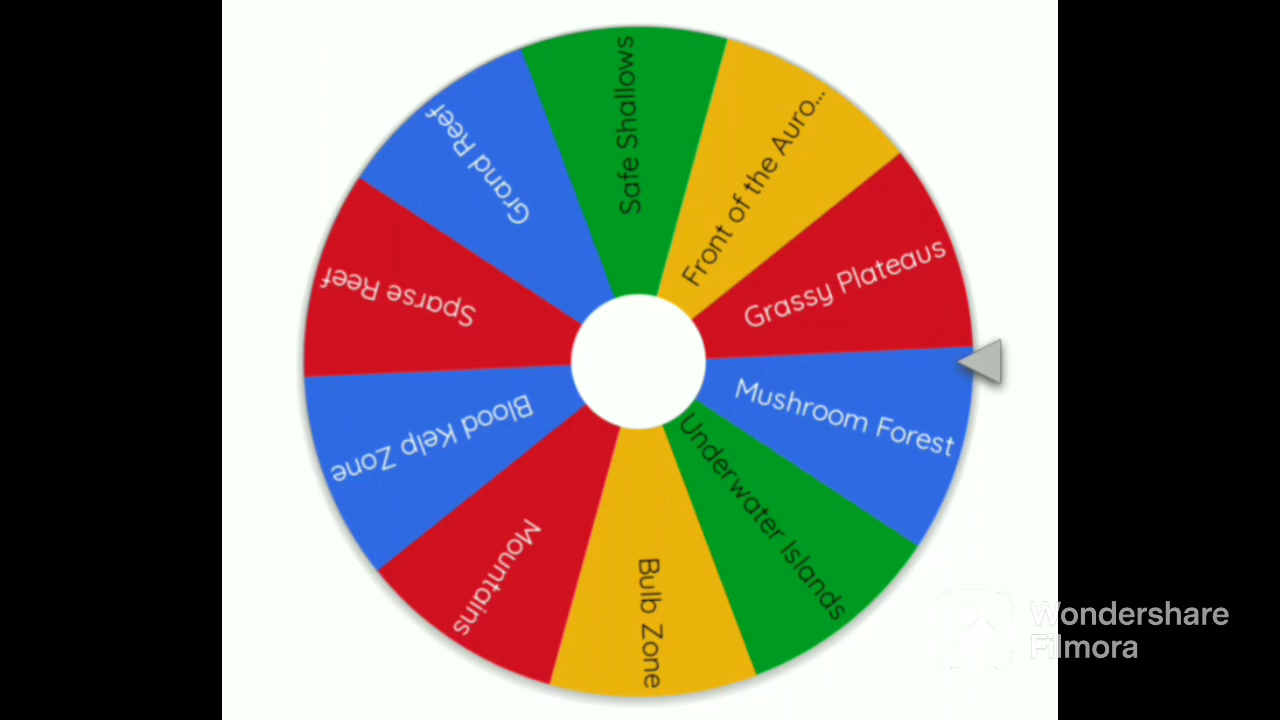 Safe Shallows
Front of the Auro...
Grassy Plateaus
Mushroom Forest
Underwater Islands
Bulb Zone
Mountains
Blood Kelp Zone
Sparse Reef
Grand Reef
Wondershare
Filmora